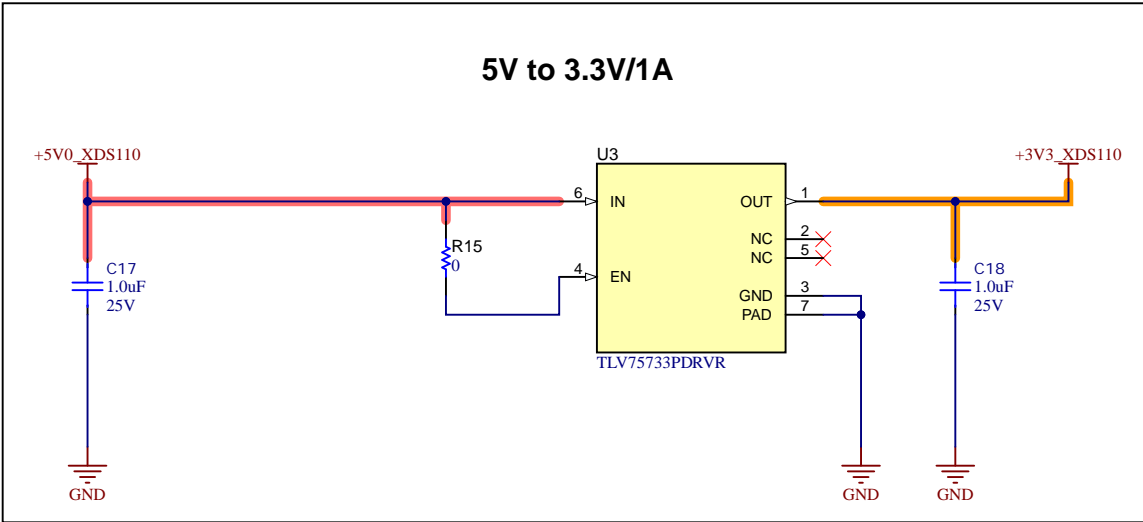 5V to 3.3V/1A
+5V0_XDS110
U3
+3V3_XDS110
6
IN
OUT
1
NC
2
R15
0
NC
5
4
EN
C17
1.0uF
25V
GND
3
PAD
7
C18
1.0uF
25V
TLV75733PDRVR
GND
GND
GND